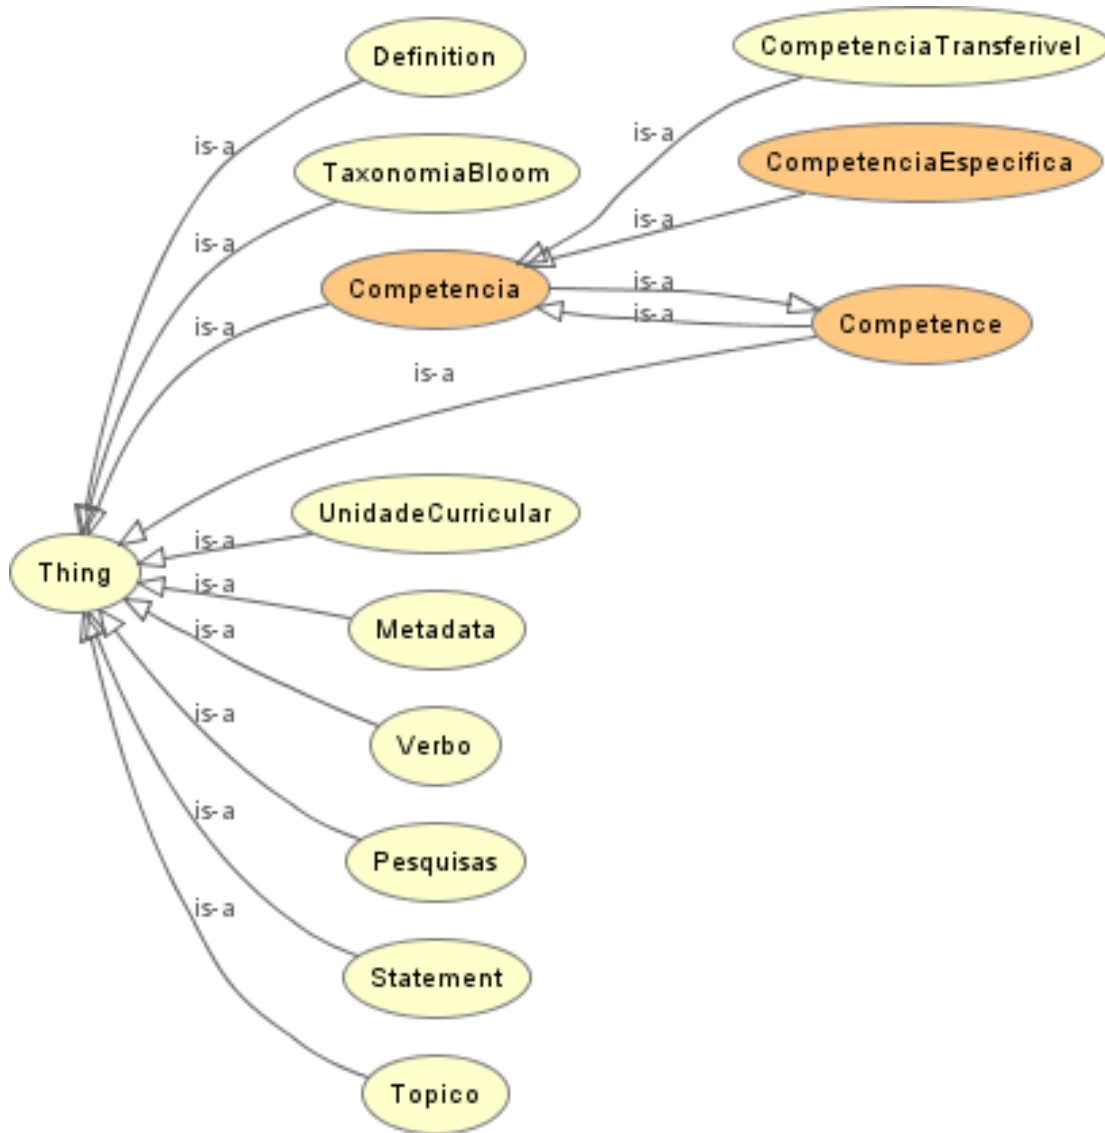 Definition
CompetenciaTransferivel
is-a
is-a
TaxonomiaBloom
CompetenciaEspecifica
is-a
is-a
Competencia
is-a
is-a
is-a
Competence
is-a
UnidadeCurricular
is-a
Thing
is-a
Metadata
is-a
Verbo
is-a
Pesquisas
is-a
Statement
is-a
Topico